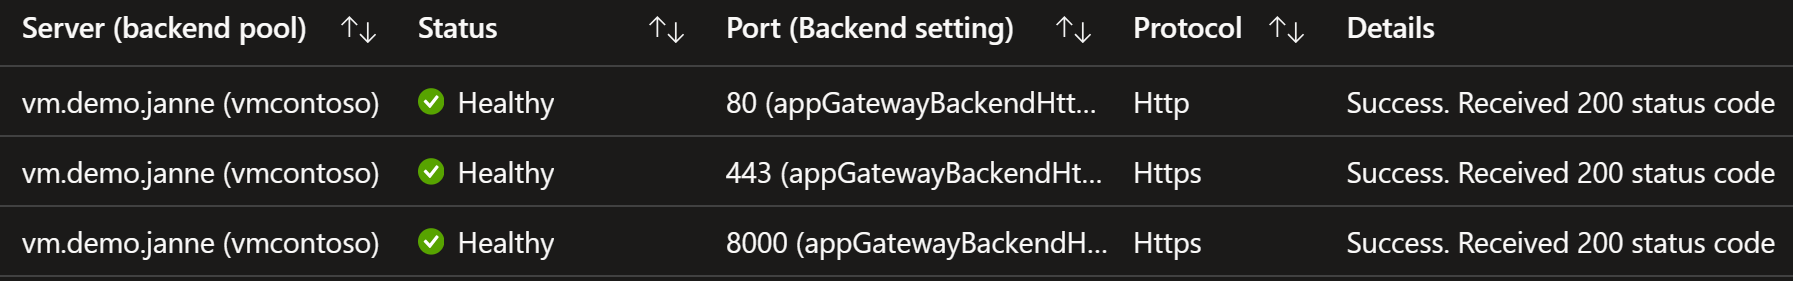 Server (backend pool) ↑↓ Status ↑↓ Port (Backend setting) ↑↓ Protocol ↑↓ Details
vm.demo.janne (vmcontoso) Healthy 80 (appGatewayBackendHtt... Http Success. Received 200 status code
vm.demo.janne (vmcontoso) Healthy 443 (appGatewayBackendHt... Https Success. Received 200 status code
vm.demo.janne (vmcontoso) Healthy 8000 (appGatewayBackendH... Https Success. Received 200 status code